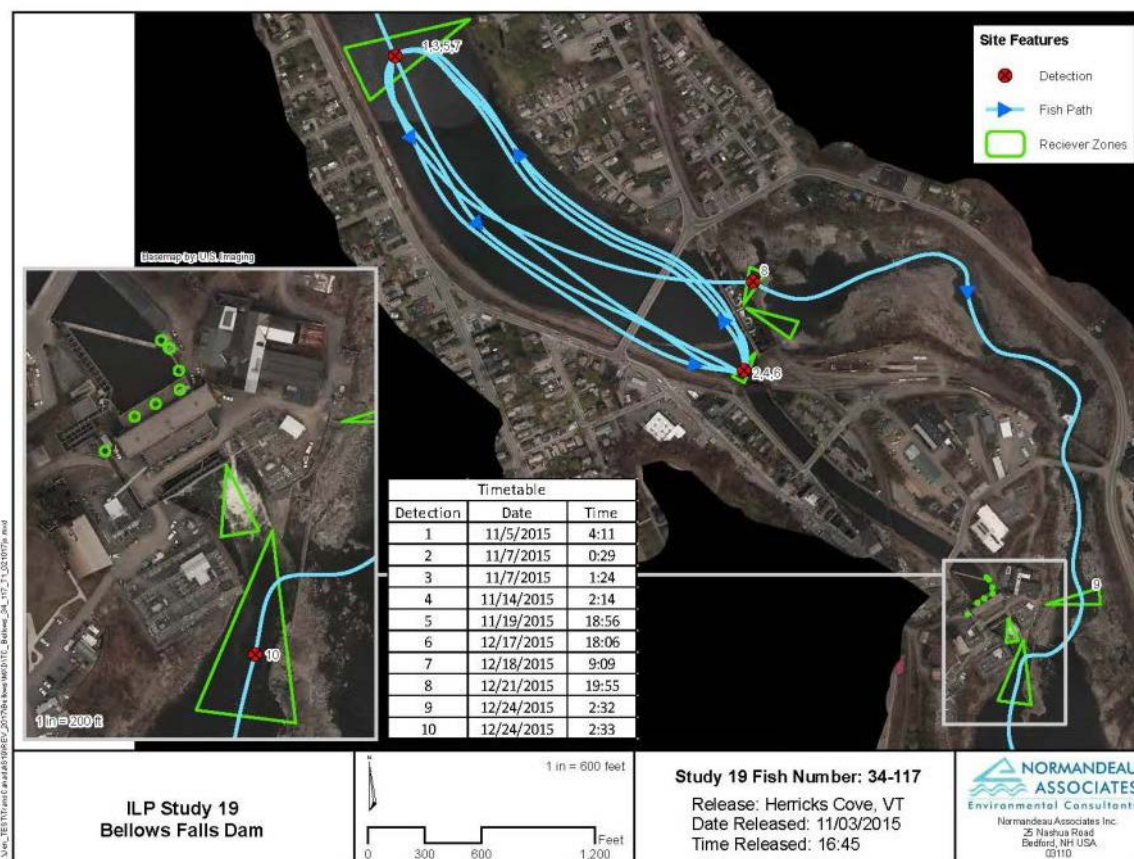 Site Features
Detection
Fish Path
Reciever Zones
1,3,5,7
8
2,4,6
9
Basemap by: U.S. Imaging
10
1 in = 200 ft
Timetable
Detection Date Time
1 11/5/2015 4:11
2 11/7/2015 0:29
3 11/7/2015 1:24
4 11/14/2015 2:14
5 11/19/2015 18:56
6 12/17/2015 18:06
7 12/18/2015 9:09
8 12/21/2015 19:55
9 12/24/2015 2:32
10 12/24/2015 2:33
ILP Study 19
Bellows Falls Dam
N
1 in = 600 feet
Feet
0 300 600 1,200
Study 19 Fish Number: 34-117
Release: Herricks Cove, VT
Date Released: 11/03/2015
Time Released: 16:45
NORMANDEAU
ASSOCIATES
Environmental Consultants
Normandeau Associates Inc.
25 Nashua Road
Bedford, NH USA
03110